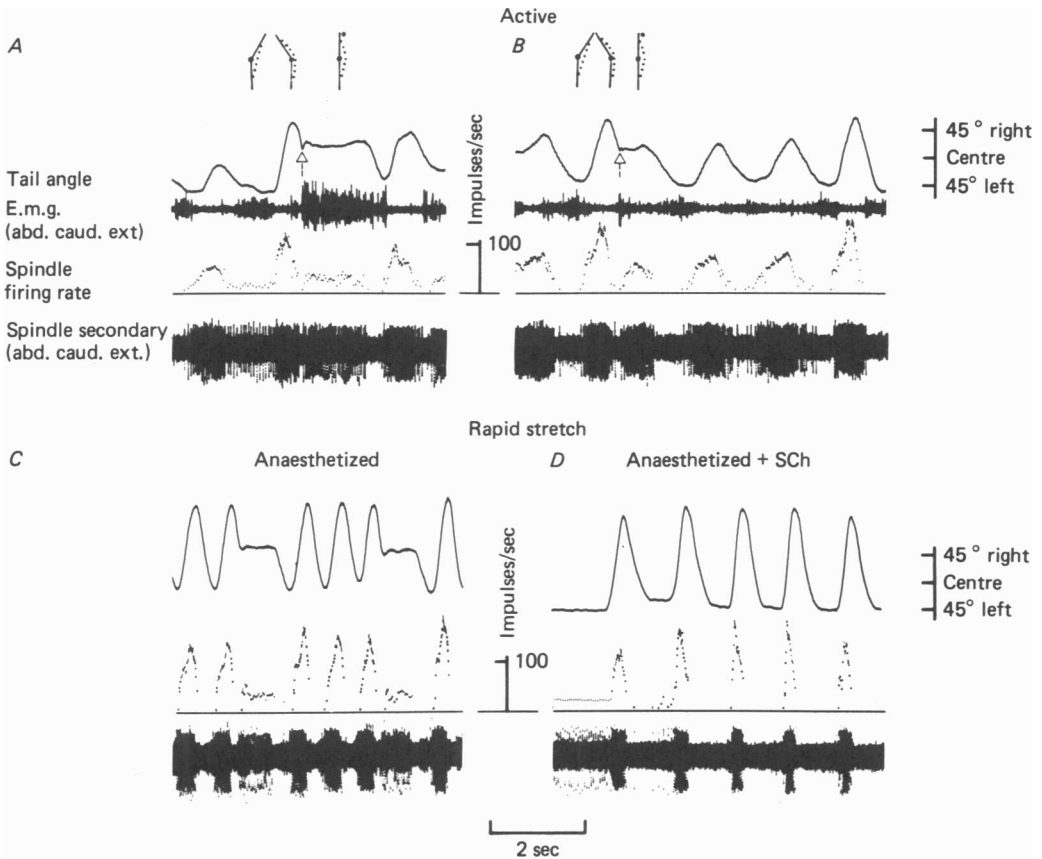 Active
A
B
Impulses/sec
45 ° right
Centre
45° left
Tail angle
E.m.g.
(abd. caud. ext)
100
Spindle
firing rate
Spindle secondary
(abd. caud. ext.)
Rapid stretch
C
Anaesthetized
D
Anaesthetized + SCh
Impulses/sec
45 ° right
Centre
45° left
100
2 sec